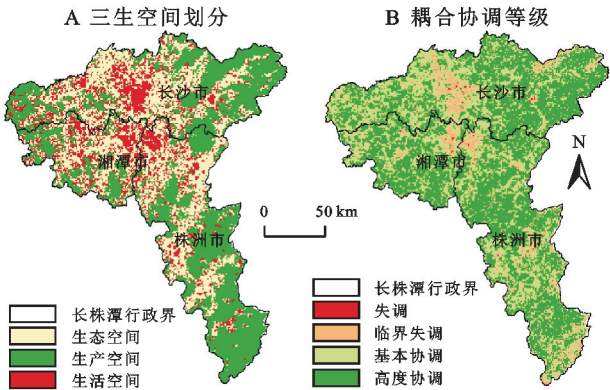 A 三生空间划分
长沙市
湘潭市
株洲市
长株潭行政界
生态空间
生产空间
生活空间
0 50 km
B 耦合协调等级
长沙市
湘潭市
株洲市
N
长株潭行政界
失调
临界失调
基本协调
高度协调